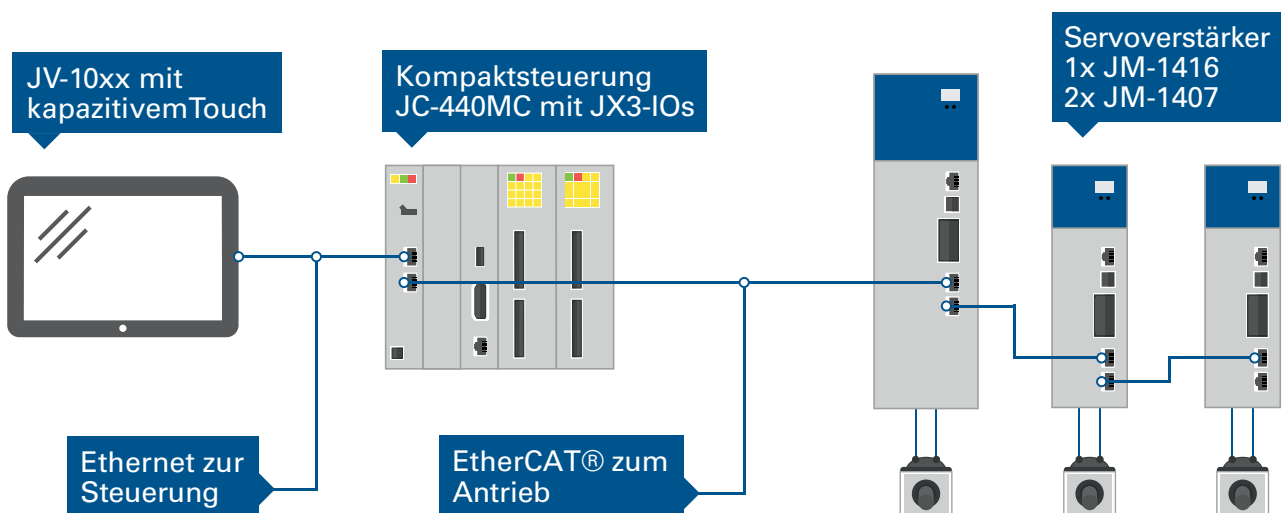 JV-10xx mit
kapazitivemTouch
Kompaktsteuerung
JC-440MC mit JX3-IOs
Servoverstärker
1x JM-1416
2x JM-1407
Ethernet zur
Steuerung
EtherCAT® zum
Antrieb